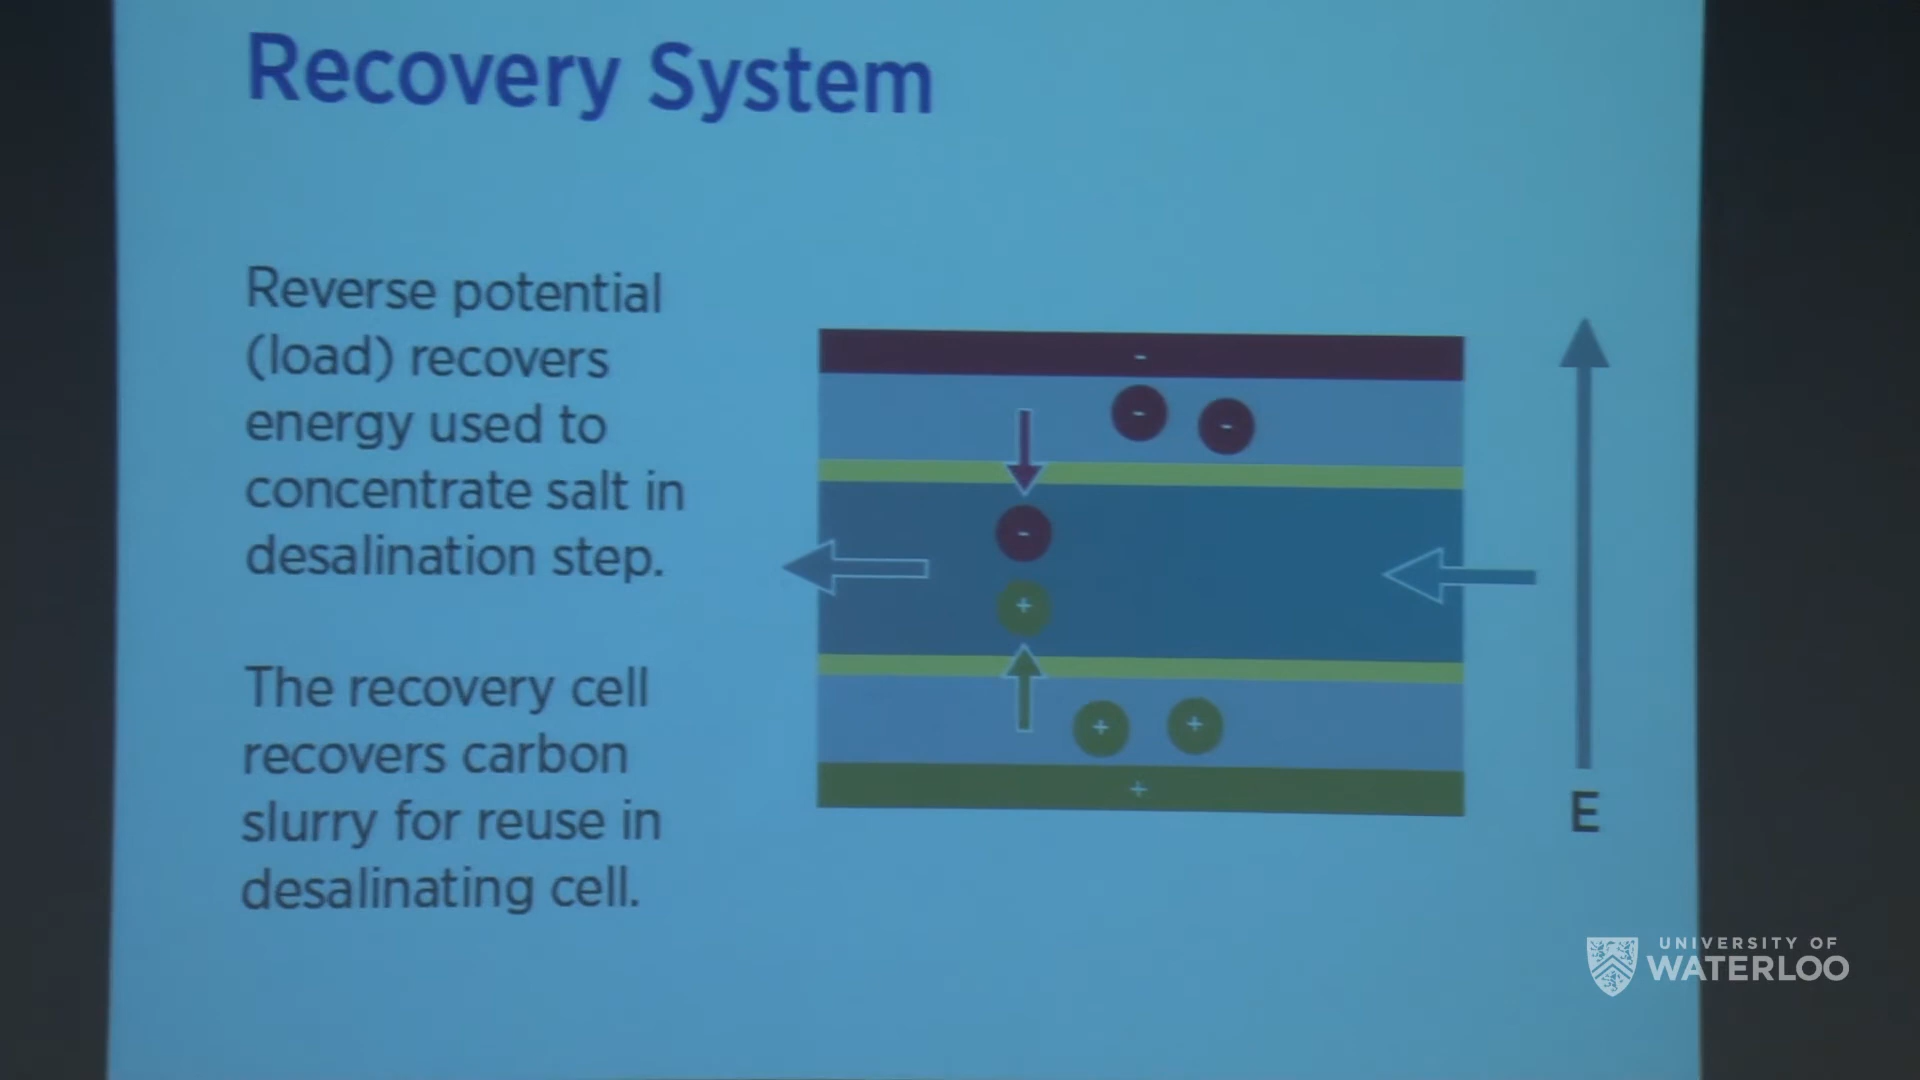 Recovery System
Reverse potential
(load) recovers
energy used to
concentrate salt in
desalination step.
The recovery cell
recovers carbon
slurry for reuse in
desalinating cell.
-
- -
-
+
+ +
+
E
UNIVERSITY OF
WATERLOO